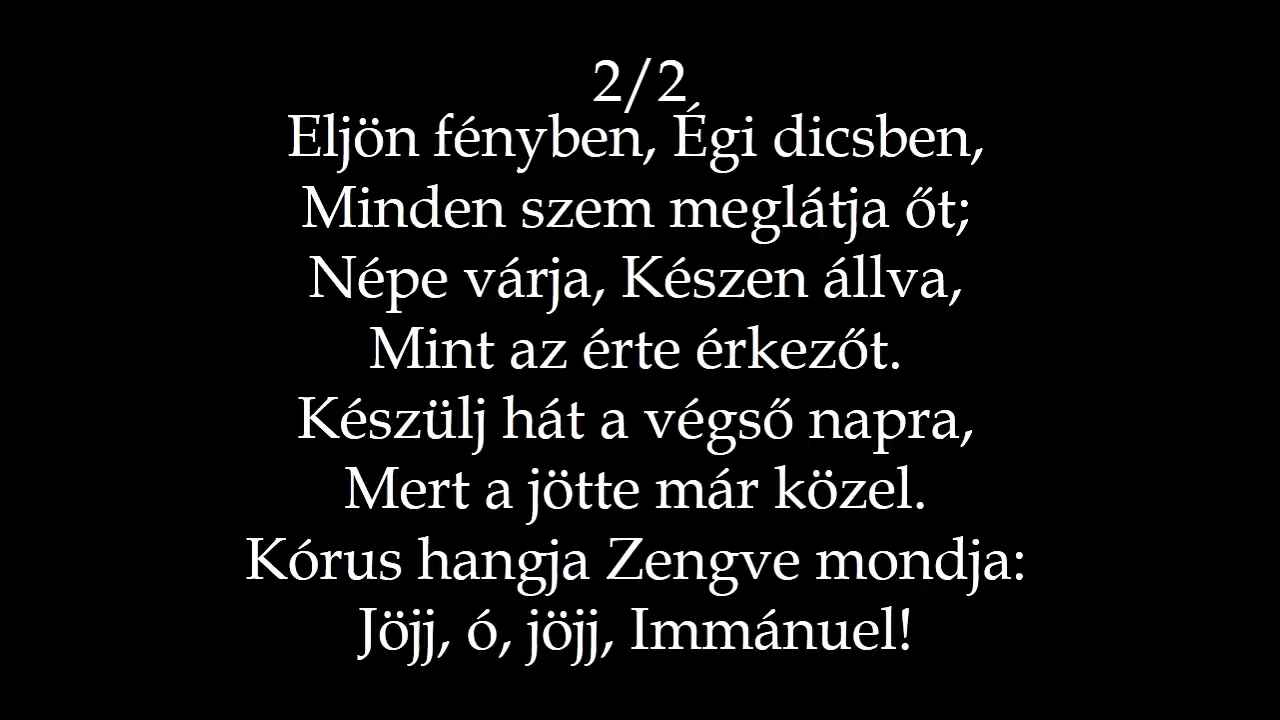 2/2
Eljön fényben, Égi dicsben,
Minden szem meglátja őt;
Népe várja, Készen állva,
Mint az érte érkezőt.
Készülj hát a végső napra,
Mert a jötte már közel.
Kórus hangja Zengve mondja:
Jöjj, ó, jöjj, Immánuel!